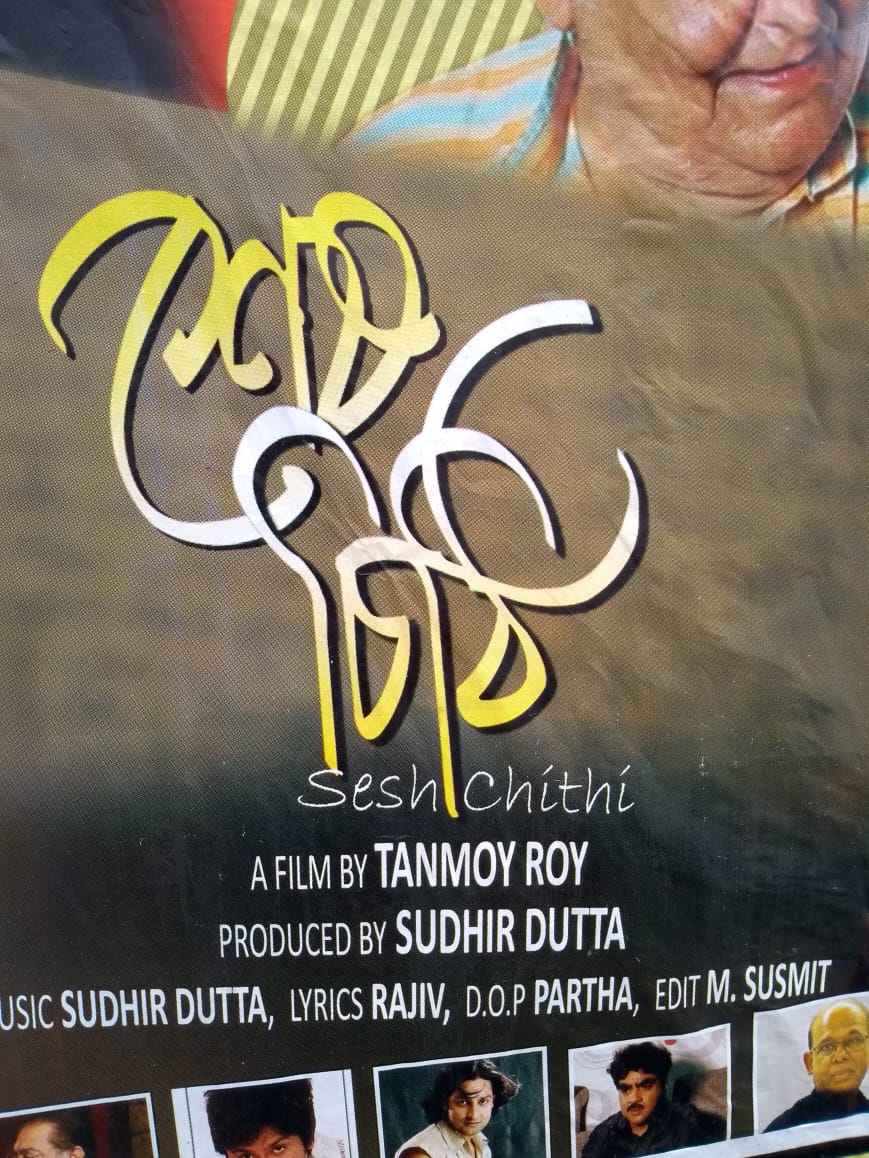 শেষ
চিঠি
Sesh Chithi
A FILM BY TANMOY ROY
PRODUCED BY SUDHIR DUTTA
USIC SUDHIR DUTTA, LYRICS RAJIV, D.O.P PARTHA, EDIT M. SUSMIT